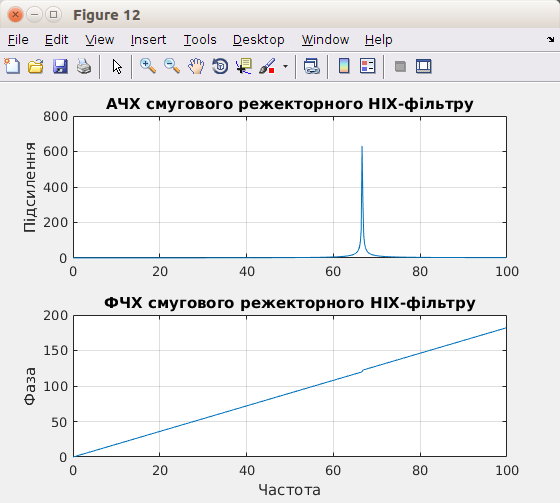 Figure 12
File Edit View Insert Tools Desktop Window Help
АЧХ смугового режекторного НІХ-фільтру
Підсилення
800
600
400
200
0
0 20 40 60 80 100
ФЧХ смугового режекторного НІХ-фільтру
Фаза
200
150
100
50
0
0 20 40 60 80 100
Частота